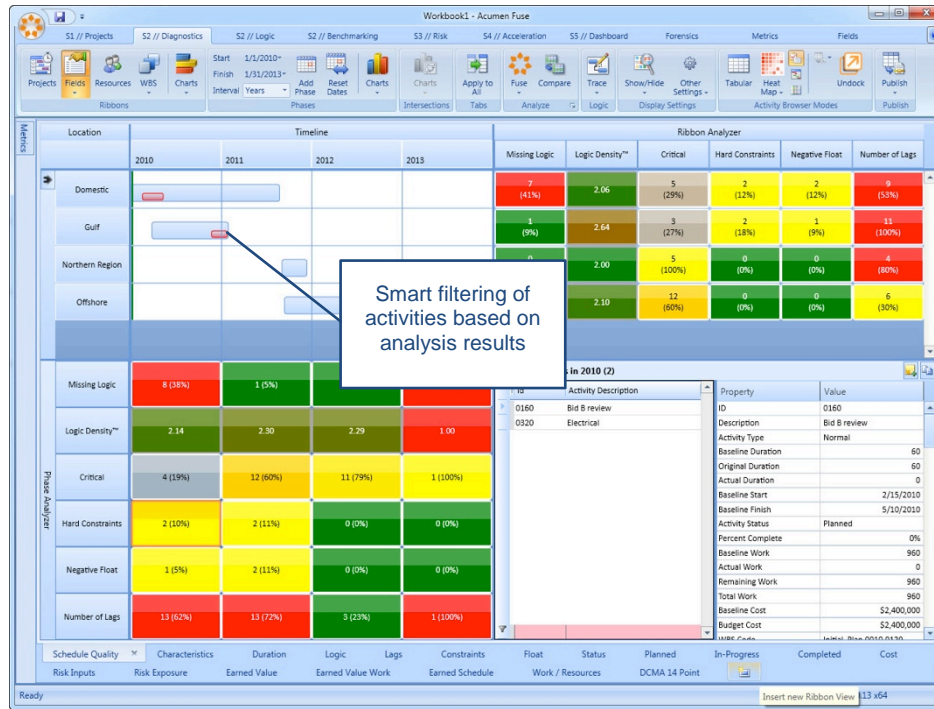 Workbook1 - Acumen Fuse
S1 // Projects S2 // Diagnostics S2 // Logic S2 // Benchmarking S3 // Risk S4 // Acceleration S5 // Dashboard Forensics Metrics Fields
Start 1/1/2010
Finish 1/31/2013
Interval Years
Projects Fields Resources WBS Charts Add Phase Reset Dates Charts Charts Apply to All Fuse Compare Trace Show/Hide Other Settings Tabular Heat Map Undock Publish
Ribbons Phases Intersections Tabs Analyze Logic Display Settings Activity Browser Modes Publish
Metrics
Location Timeline Ribbon Analyzer
2010 2011 2012 2013 Missing Logic Logic Density™ Critical Hard Constraints Negative Float Number of Lags
Domestic 7 (41%) 2.06 5 (29%) 2 (12%) 2 (12%) 9 (53%)
Gulf 1 (9%) 2.64 3 (27%) 2 (18%) 1 (9%) 11 (100%)
Northern Region 2.00 5 (100%) 0 (0%) 0 (0%) 4 (80%)
Offshore 2.10 12 (60%) 0 (0%) 0 (0%) 6 (30%)
Smart filtering of
activities based on
analysis results
Phase Analyzer
Missing Logic 8 (38%) 1 (5%)
Logic Density™ 2.14 2.30 2.29 1.00
Critical 4 (19%) 12 (60%) 11 (79%) 1 (100%)
Hard Constraints 2 (10%) 2 (11%) 0 (0%) 0 (0%)
Negative Float 1 (5%) 2 (11%) 0 (0%) 0 (0%)
Number of Lags 13 (62%) 13 (72%) 3 (23%) 1 (100%)
in 2010 (2)
ID Activity Description
0160 Bid B review
0320 Electrical
Property Value
ID 0160
Description Bid B review
Activity Type Normal
Baseline Duration 60
Original Duration 60
Actual Duration 0
Baseline Start 2/15/2010
Baseline Finish 5/10/2010
Activity Status Planned
Percent Complete 0%
Baseline Work 960
Actual Work 0
Remaining Work 960
Total Work 960
Baseline Cost $2,400,000
Budget Cost $2,400,000
WBS Code Initial Plan.0010.0120
Schedule Quality Characteristics Duration Logic Lags Constraints Float Status Planned In-Progress Completed Cost
Risk Inputs Risk Exposure Earned Value Earned Value Work Earned Schedule Work / Resources DCMA 14 Point
Ready Insert new Ribbon View 13 x64